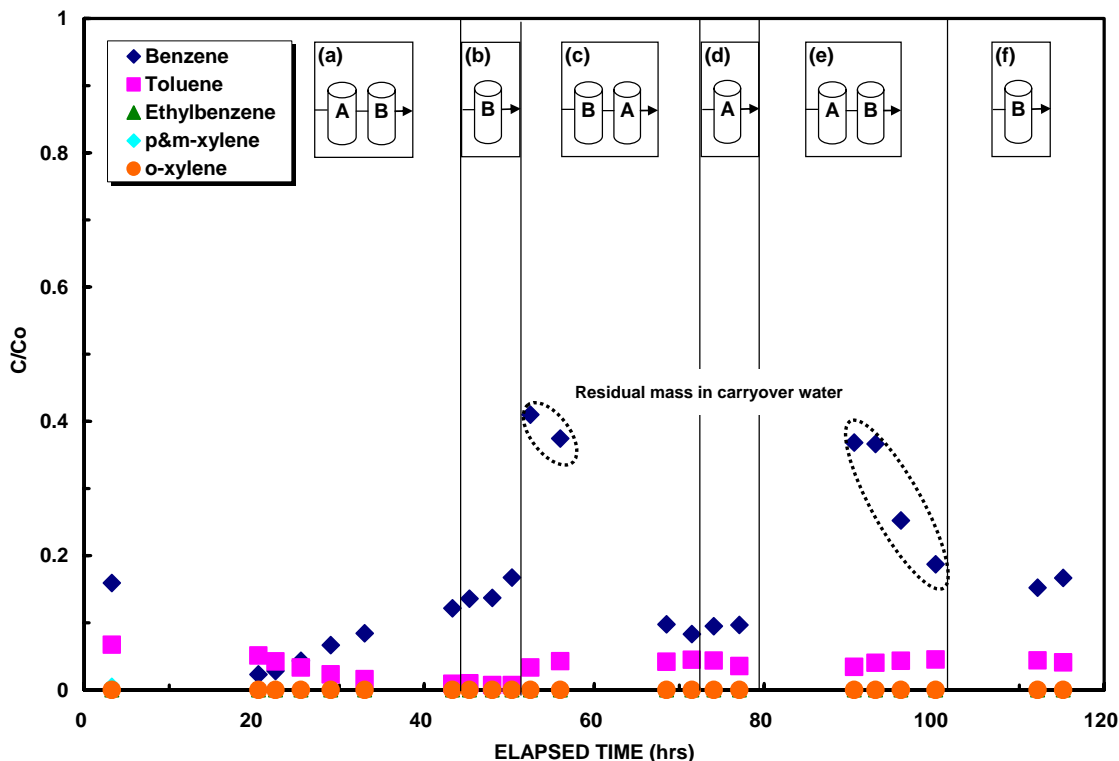 Benzene
Toluene
Ethylbenzene
p&m-xylene
o-xylene
(a)
A B
(b)
B
(c)
B A
(d)
A
(e)
A B
(f)
B
Residual mass in carryover water
1
0.8
0.6
0.4
0.2
0
C/Co
0 20 40 60 80 100 120
ELAPSED TIME (hrs)